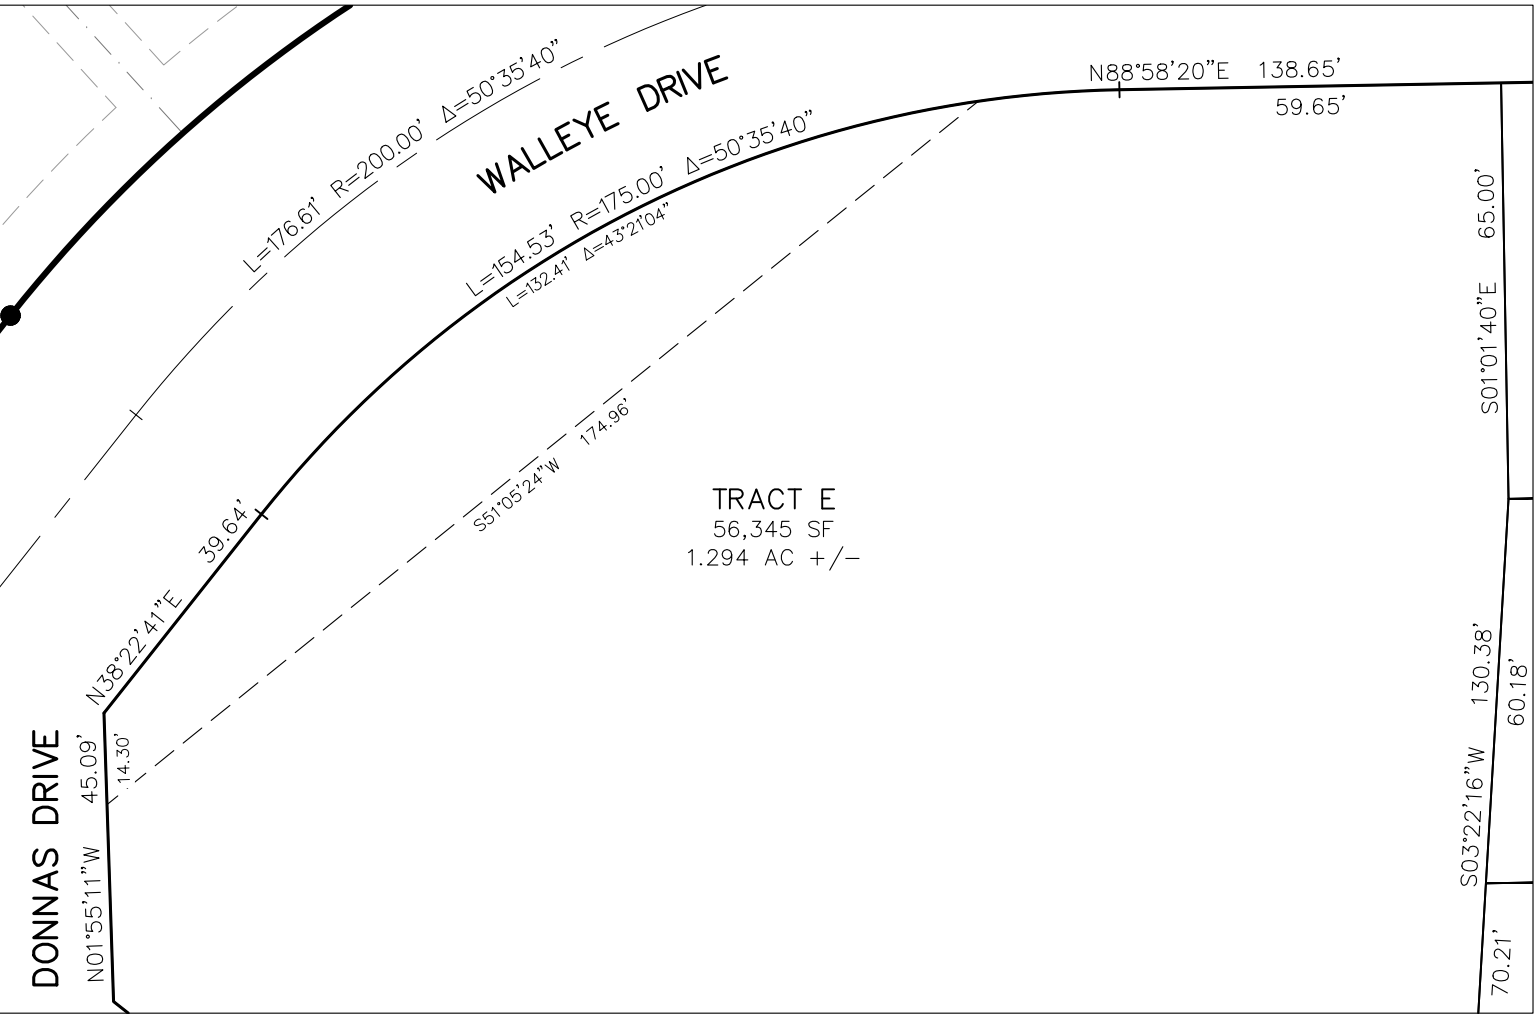 N88°58'20"E 138.65'
59.65'
L=176.61' R=200.00' Δ=50°35'40"
WALLEYE DRIVE
L=154.53' R=175.00' Δ=50°35'40"
L=132.41' Δ=43°21'04"
65.00'
S01°01'40"E
S51°05'24"W 174.96'
TRACT E
56,345 SF
1.294 AC +/-
N38°22'41"E 39.64'
DONNAS DRIVE
N01°55'11"W 45.09'
14.30'
S03°22'16"W 130.38'
60.18'
70.21'